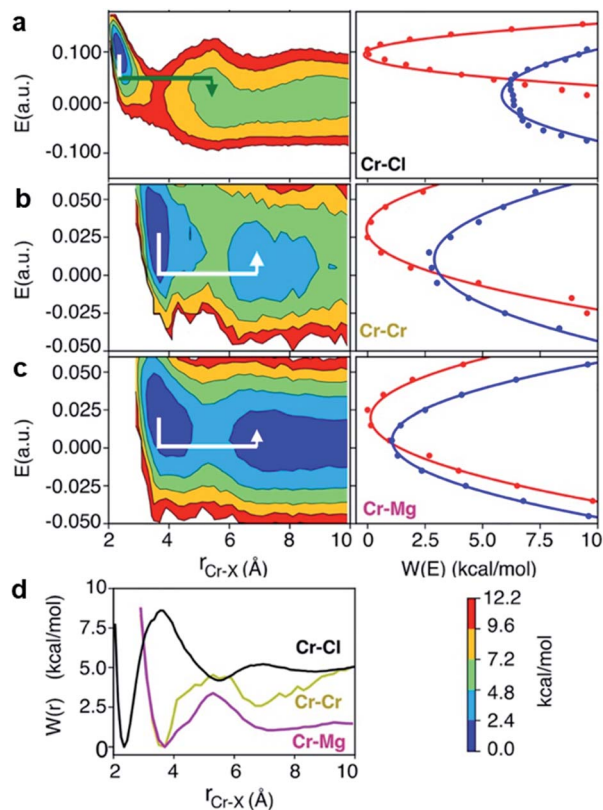 a
E(a.u.)
0.100
0.000
-0.100
Cr-Cl
b
E(a.u.)
0.050
0.025
0.000
-0.025
-0.050
Cr-Cr
c
E(a.u.)
0.050
0.025
0.000
-0.025
-0.050
Cr-Mg
2 4 6 8 10
0 2.5 5.0 7.5 10
rCr-X (Å)
W(E) (kcal/mol)
d
W(r) (kcal/mol)
10
7.5
5.0
2.5
0
Cr-Cl
Cr-Cr
Cr-Mg
2 4 6 8 10
rCr-X (Å)
12.2
9.6
7.2
4.8
2.4
0.0
kcal/mol